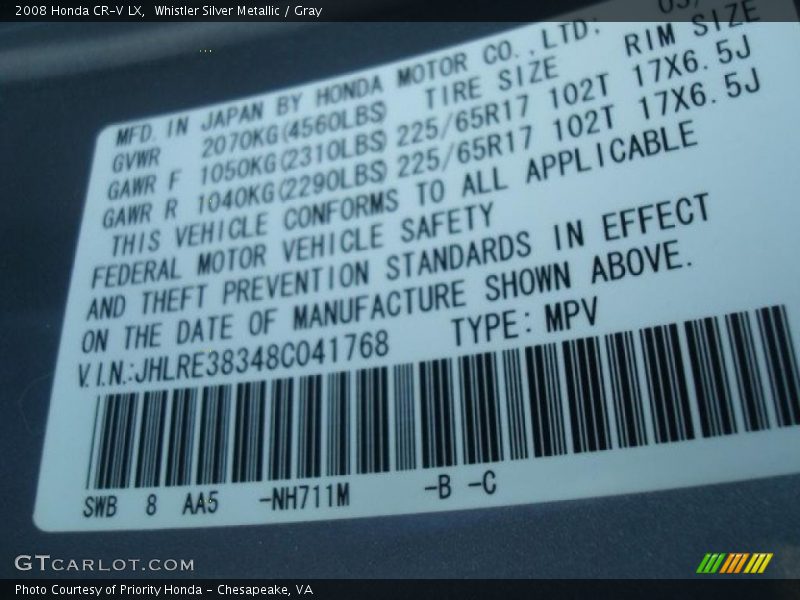 2008 Honda CR-V LX, Whistler Silver Metallic / Gray
MFD. IN JAPAN BY HONDA MOTOR CO., LTD.
TIRE SIZE RIM SIZE
GVWR 2070KG(4560LBS)
GAWR F 1050KG(2310LBS) 225/65R17 102T 17X6.5J
GAWR R 1040KG(2290LBS) 225/65R17 102T 17X6.5J
THIS VEHICLE CONFORMS TO ALL APPLICABLE
FEDERAL MOTOR VEHICLE SAFETY
AND THEFT PREVENTION STANDARDS IN EFFECT
ON THE DATE OF MANUFACTURE SHOWN ABOVE.
V.I.N.:JHLRE38348C041768 TYPE: MPV
SWB 8 AA5 -NH711M -B -C
GTCARLOT.COM
Photo Courtesy of Priority Honda - Chesapeake, VA